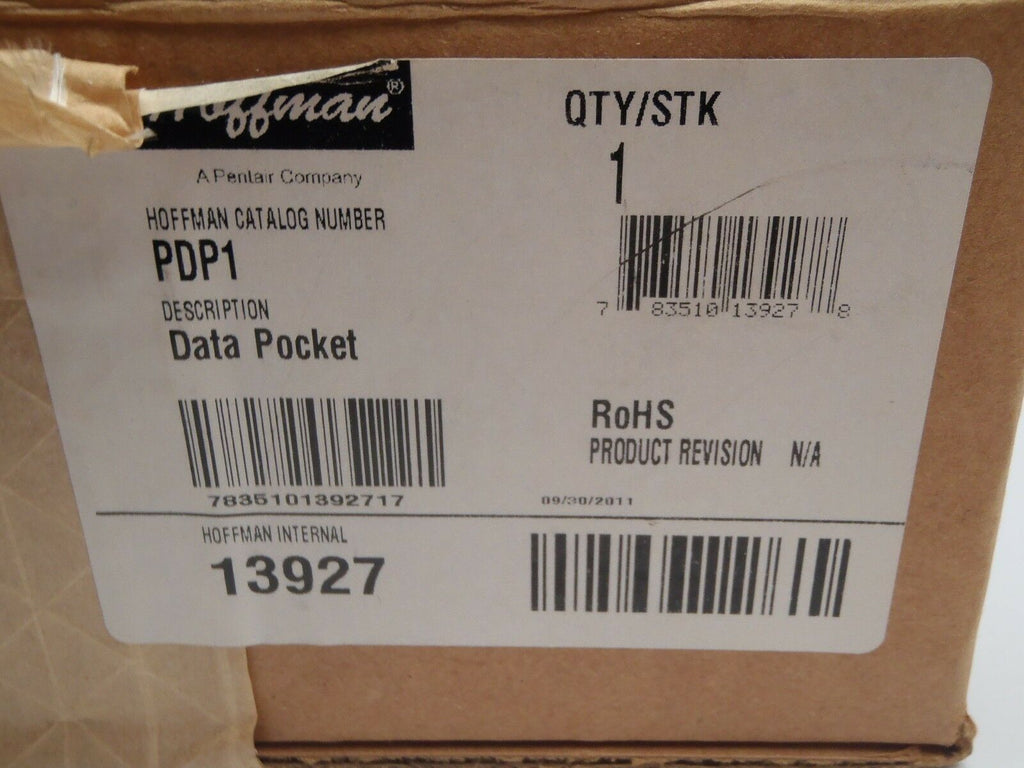 Hoffman®
A Pentair Company
HOFFMAN CATALOG NUMBER
PDP1
DESCRIPTION
Data Pocket
7835101392717
QTY/STK
1
7 83510 13927 8
RoHS
PRODUCT REVISION N/A
09/30/2011
HOFFMAN INTERNAL
13927